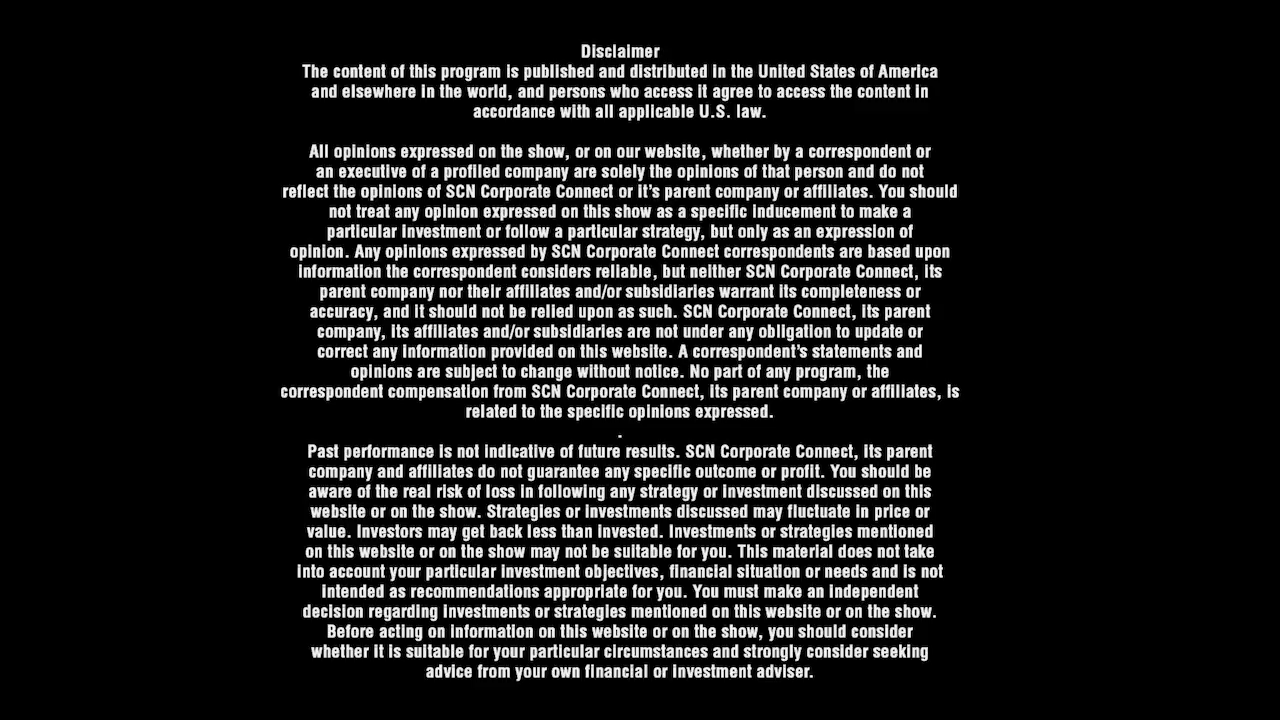 Disclaimer
The content of this program is published and distributed in the United States of America
and elsewhere in the world, and persons who access it agree to access the content in
accordance with all applicable U.S. law.
All opinions expressed on the show, or on our website, whether by a correspondent or
an executive of a profiled company are solely the opinions of that person and do not
reflect the opinions of SCN Corporate Connect or it's parent company or affiliates. You should
not treat any opinion expressed on this show as a specific inducement to make a
particular investment or follow a particular strategy, but only as an expression of
opinion. Any opinions expressed by SCN Corporate Connect correspondents are based upon
information the correspondent considers reliable, but neither SCN Corporate Connect, its
parent company nor their affiliates and/or subsidiaries warrant its completeness or
accuracy, and it should not be relied upon as such. SCN Corporate Connect, its parent
company, its affiliates and/or subsidiaries are not under any obligation to update or
correct any information provided on this website. A correspondent's statements and
opinions are subject to change without notice. No part of any program, the
correspondent compensation from SCN Corporate Connect, its parent company or affiliates, is
related to the specific opinions expressed.
.
Past performance is not indicative of future results. SCN Corporate Connect, its parent
company and affiliates do not guarantee any specific outcome or profit. You should be
aware of the real risk of loss in following any strategy or investment discussed on this
website or on the show. Strategies or investments discussed may fluctuate in price or
value. Investors may get back less than invested. Investments or strategies mentioned
on this website or on the show may not be suitable for you. This material does not take
into account your particular investment objectives, financial situation or needs and is not
intended as recommendations appropriate for you. You must make an independent
decision regarding investments or strategies mentioned on this website or on the show.
Before acting on information on this website or on the show, you should consider
whether it is suitable for your particular circumstances and strongly consider seeking
advice from your own financial or investment adviser.